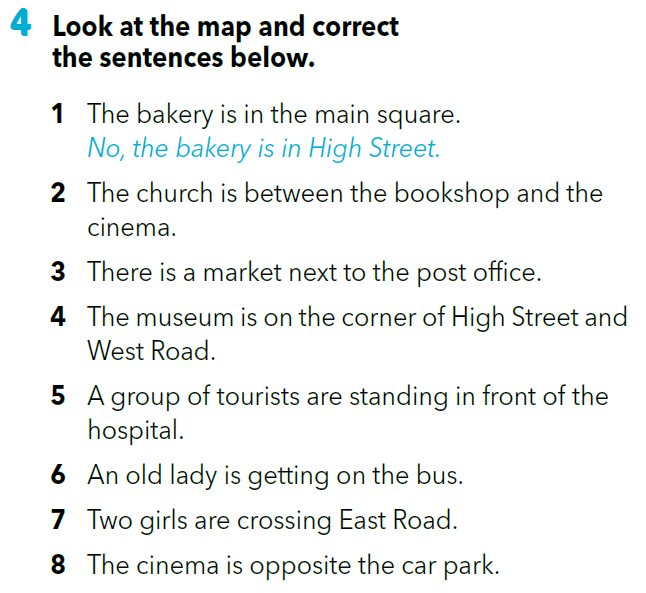 4 Look at the map and correct
the sentences below.
1 The bakery is in the main square.
No, the bakery is in High Street.
2 The church is between the bookshop and the
cinema.
3 There is a market next to the post office.
4 The museum is on the corner of High Street and
West Road.
5 A group of tourists are standing in front of the
hospital.
6 An old lady is getting on the bus.
7 Two girls are crossing East Road.
8 The cinema is opposite the car park.